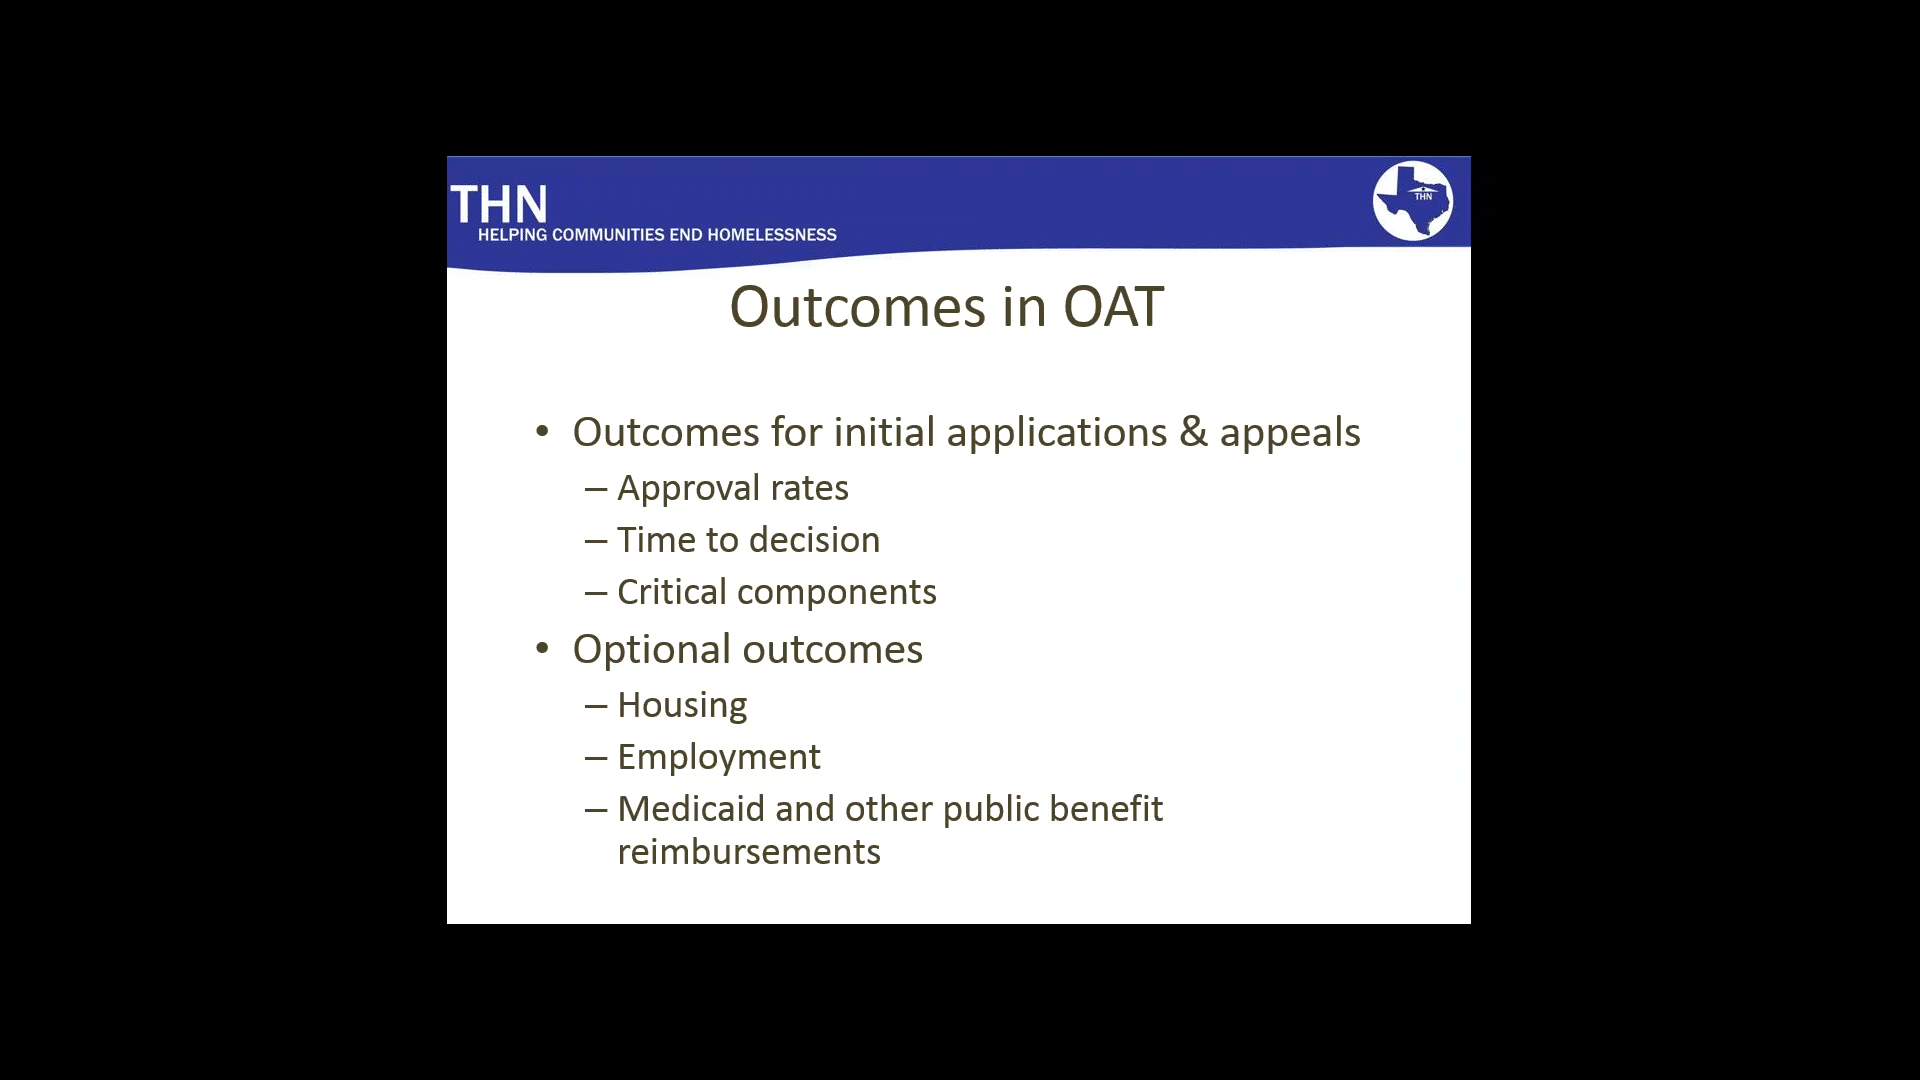 THN
HELPING COMMUNITIES END HOMELESSNESS
THN
Outcomes in OAT
• Outcomes for initial applications & appeals
– Approval rates
– Time to decision
– Critical components
• Optional outcomes
– Housing
– Employment
– Medicaid and other public benefit
reimbursements